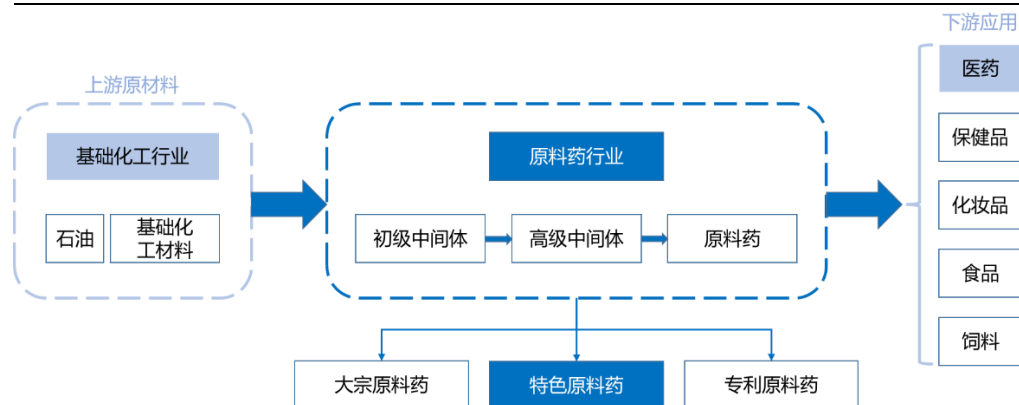 下游应用
上游原材料
医药
基础化工行业
原料药行业
保健品
石油
基础化
工材料
初级中间体
高级中间体
原料药
化妆品
食品
饲料
大宗原料药
特色原料药
专利原料药